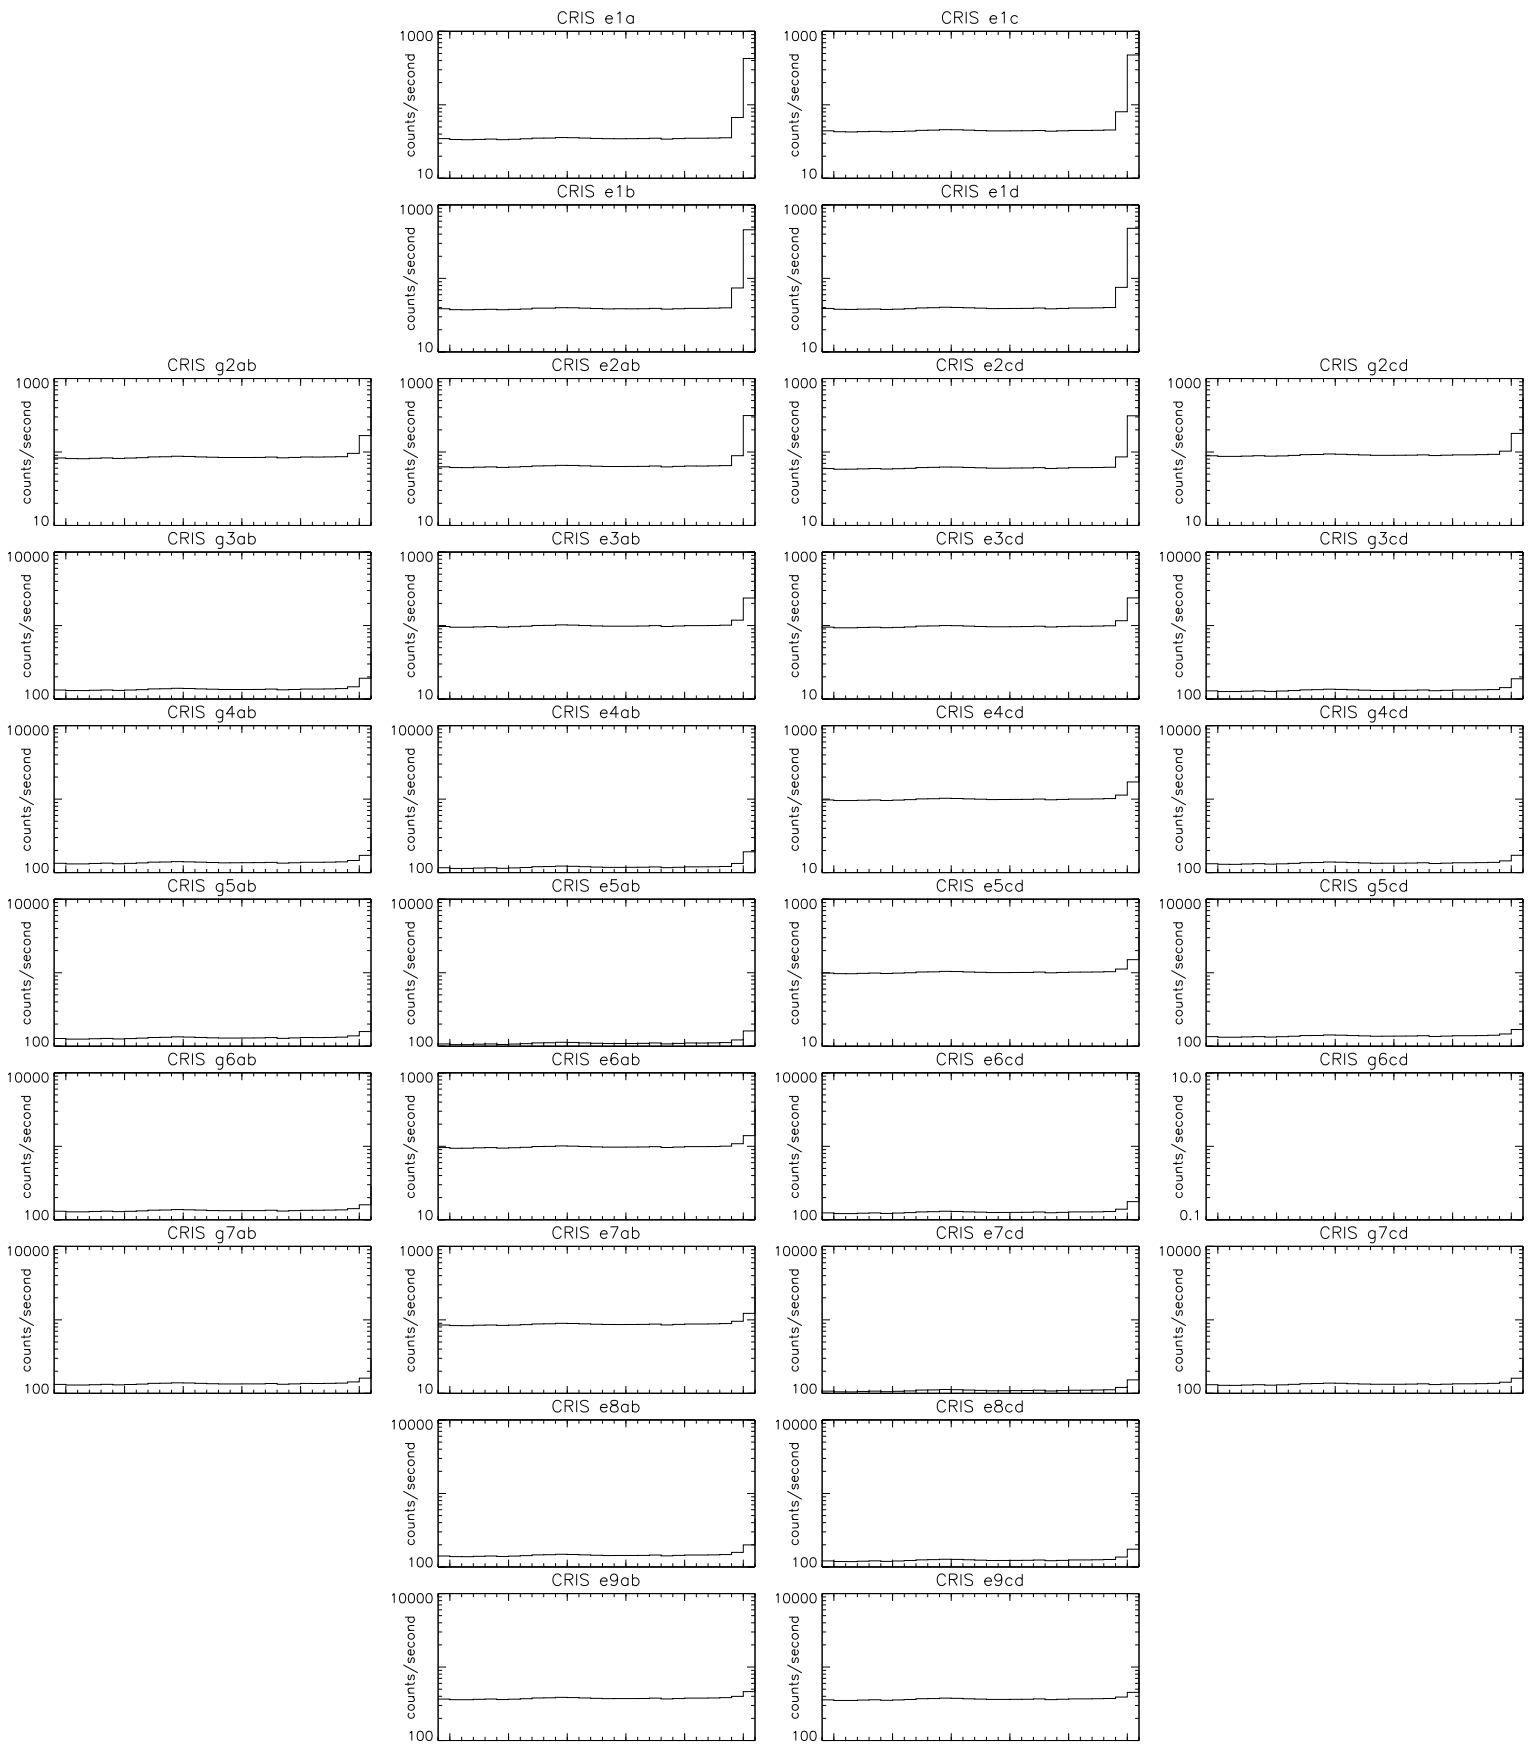 CRIS e1a
1000
counts/second
10
CRIS e1c
1000
counts/second
10
CRIS e1b
1000
counts/second
10
CRIS e1d
1000
counts/second
10
CRIS g2ab
1000
counts/second
10
CRIS e2ab
1000
counts/second
10
CRIS e2cd
1000
counts/second
10
CRIS g2cd
1000
counts/second
10
CRIS g3ab
10000
counts/second
100
CRIS e3ab
1000
counts/second
10
CRIS e3cd
1000
counts/second
10
CRIS g3cd
10000
counts/second
100
CRIS g4ab
10000
counts/second
100
CRIS e4ab
10000
counts/second
100
CRIS e4cd
1000
counts/second
10
CRIS g4cd
10000
counts/second
100
CRIS g5ab
10000
counts/second
100
CRIS e5ab
10000
counts/second
100
CRIS e5cd
1000
counts/second
10
CRIS g5cd
10000
counts/second
100
CRIS g6ab
10000
counts/second
100
CRIS e6ab
1000
counts/second
10
CRIS e6cd
10000
counts/second
100
CRIS g6cd
10.0
counts/second
0.1
CRIS g7ab
10000
counts/second
100
CRIS e7ab
1000
counts/second
10
CRIS e7cd
10000
counts/second
100
CRIS g7cd
10000
counts/second
100
CRIS e8ab
10000
counts/second
100
CRIS e8cd
10000
counts/second
100
CRIS e9ab
10000
counts/second
100
CRIS e9cd
10000
counts/second
100